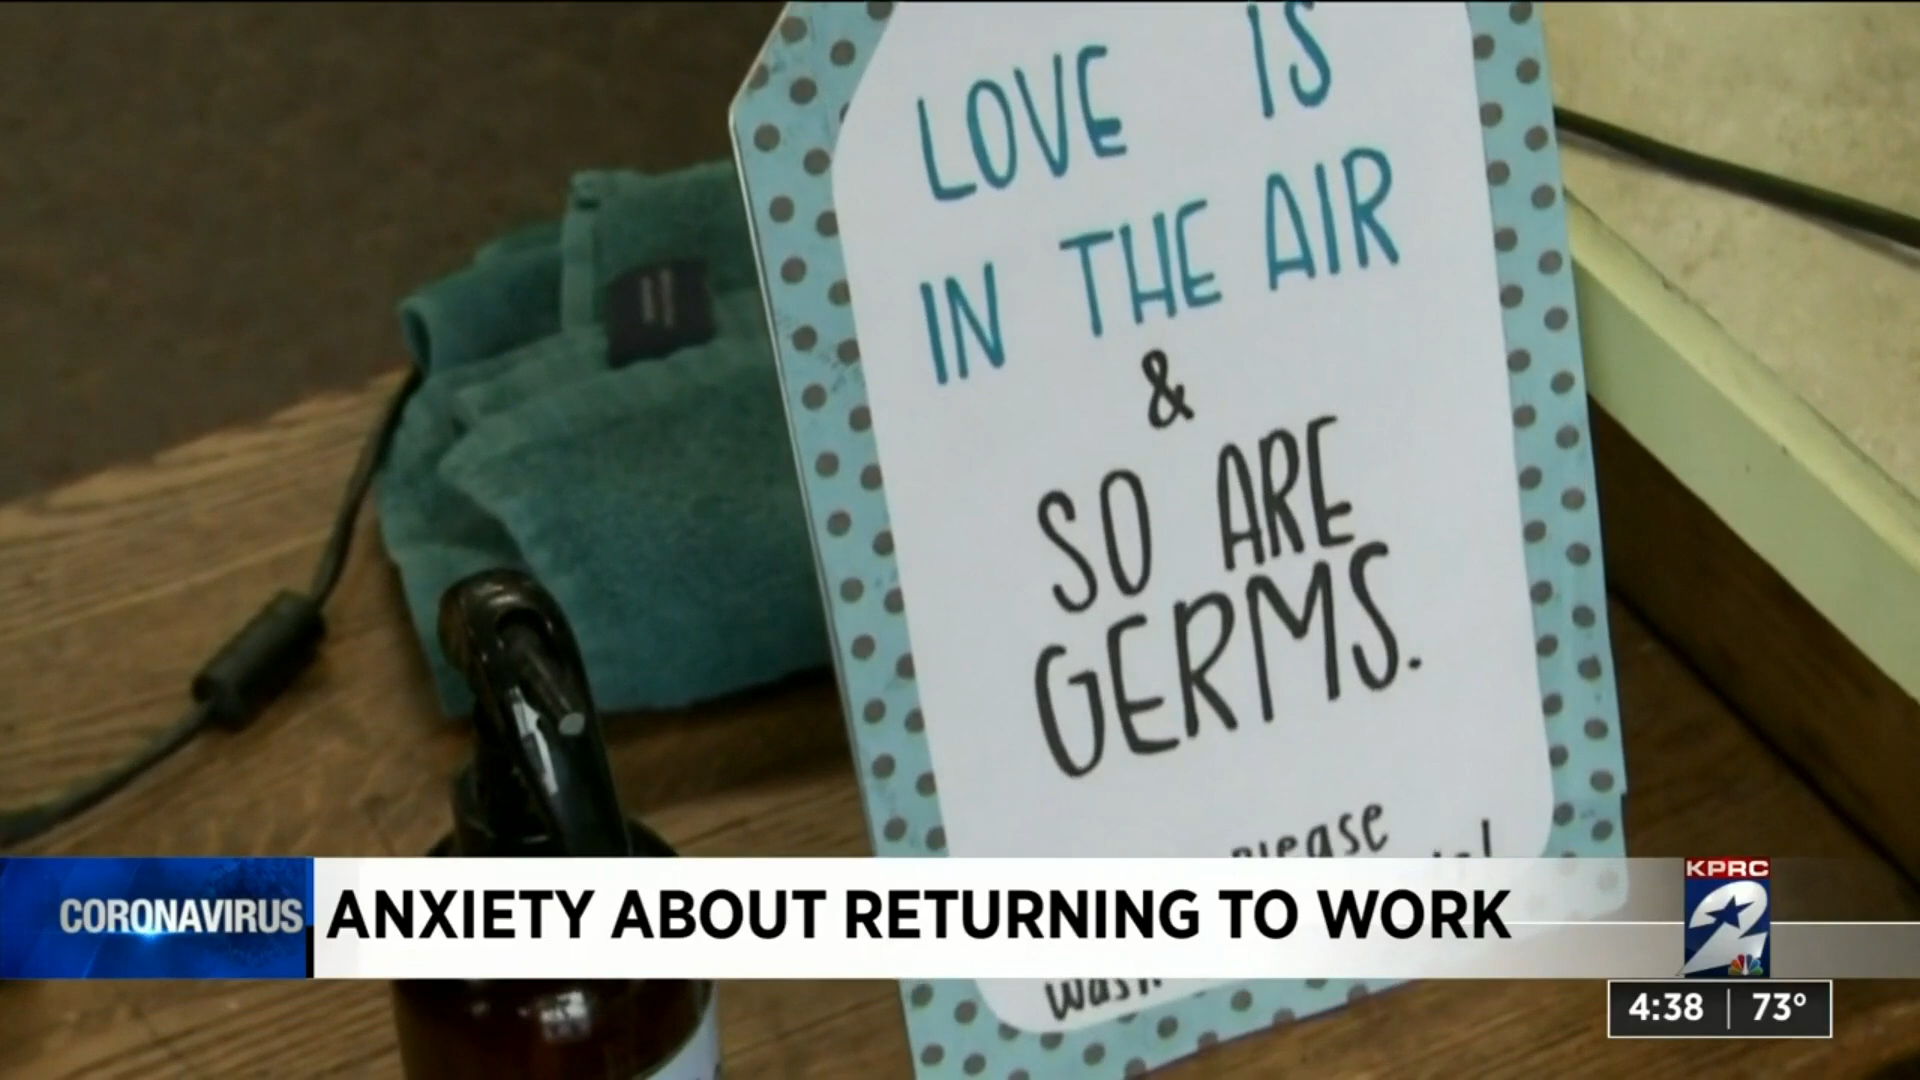 LOVE IS
IN THE AIR
&
SO ARE
GERMS.
please
CORONAVIRUS
ANXIETY ABOUT RETURNING TO WORK
KPRC
2
4:38
73°